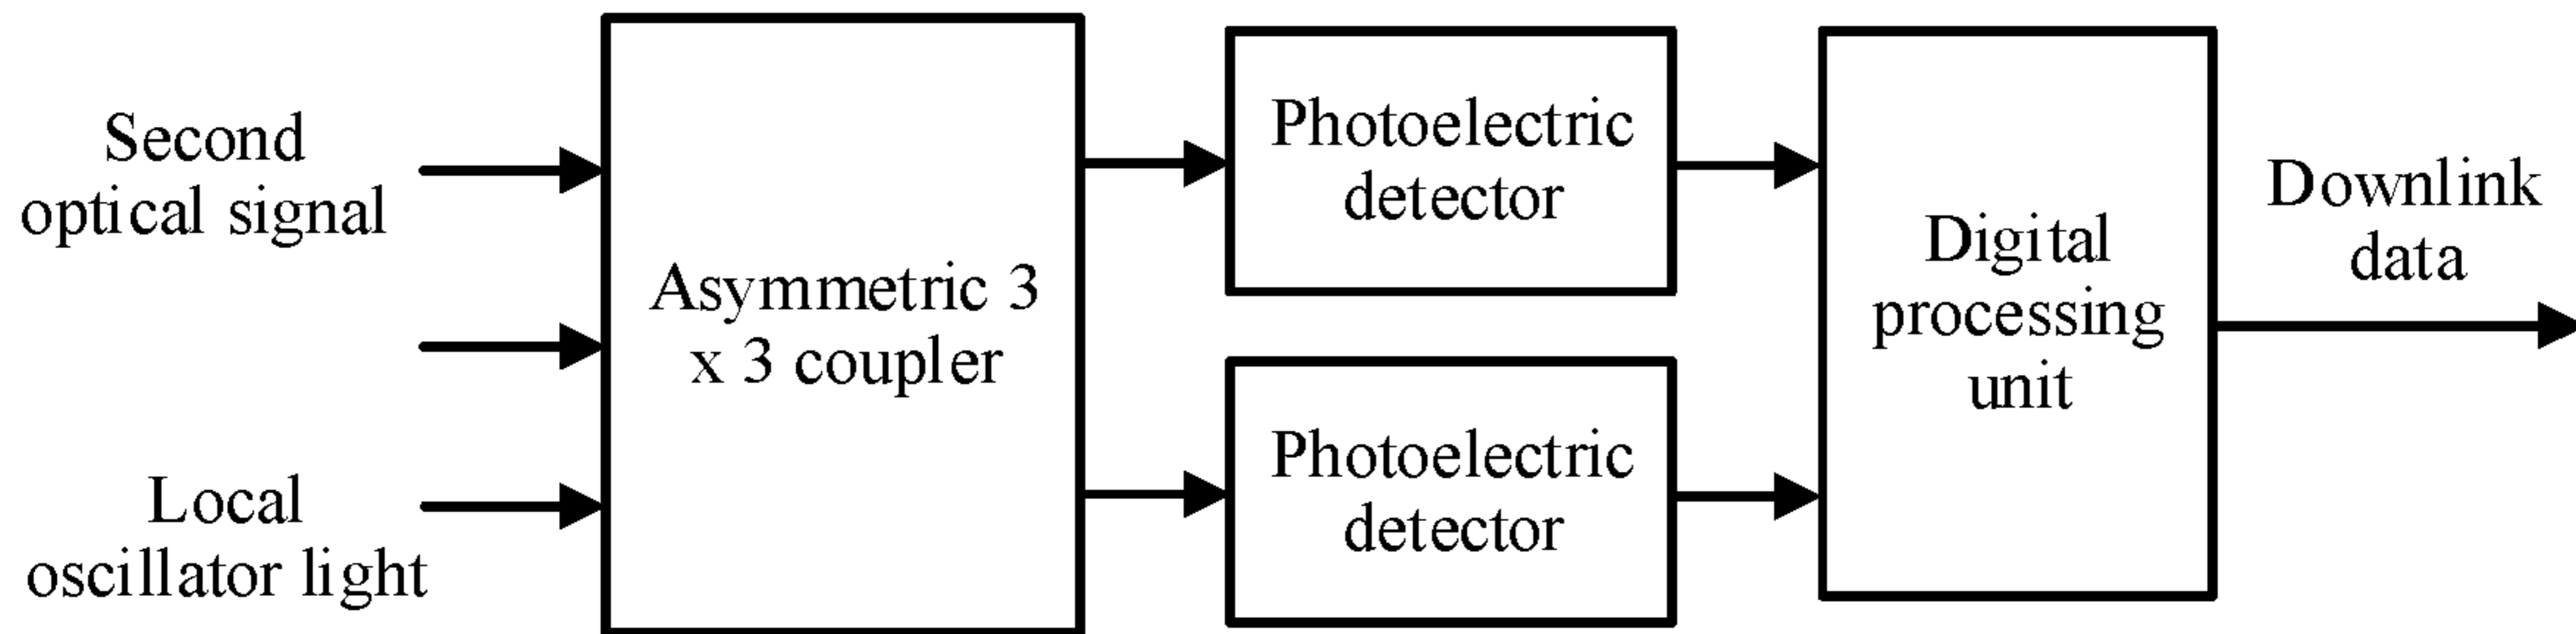 Second
optical signal
Local
oscillator light
Asymmetric 3
x 3 coupler
Photoelectric
detector
Photoelectric
detector
Digital
processing
unit
Downlink
data